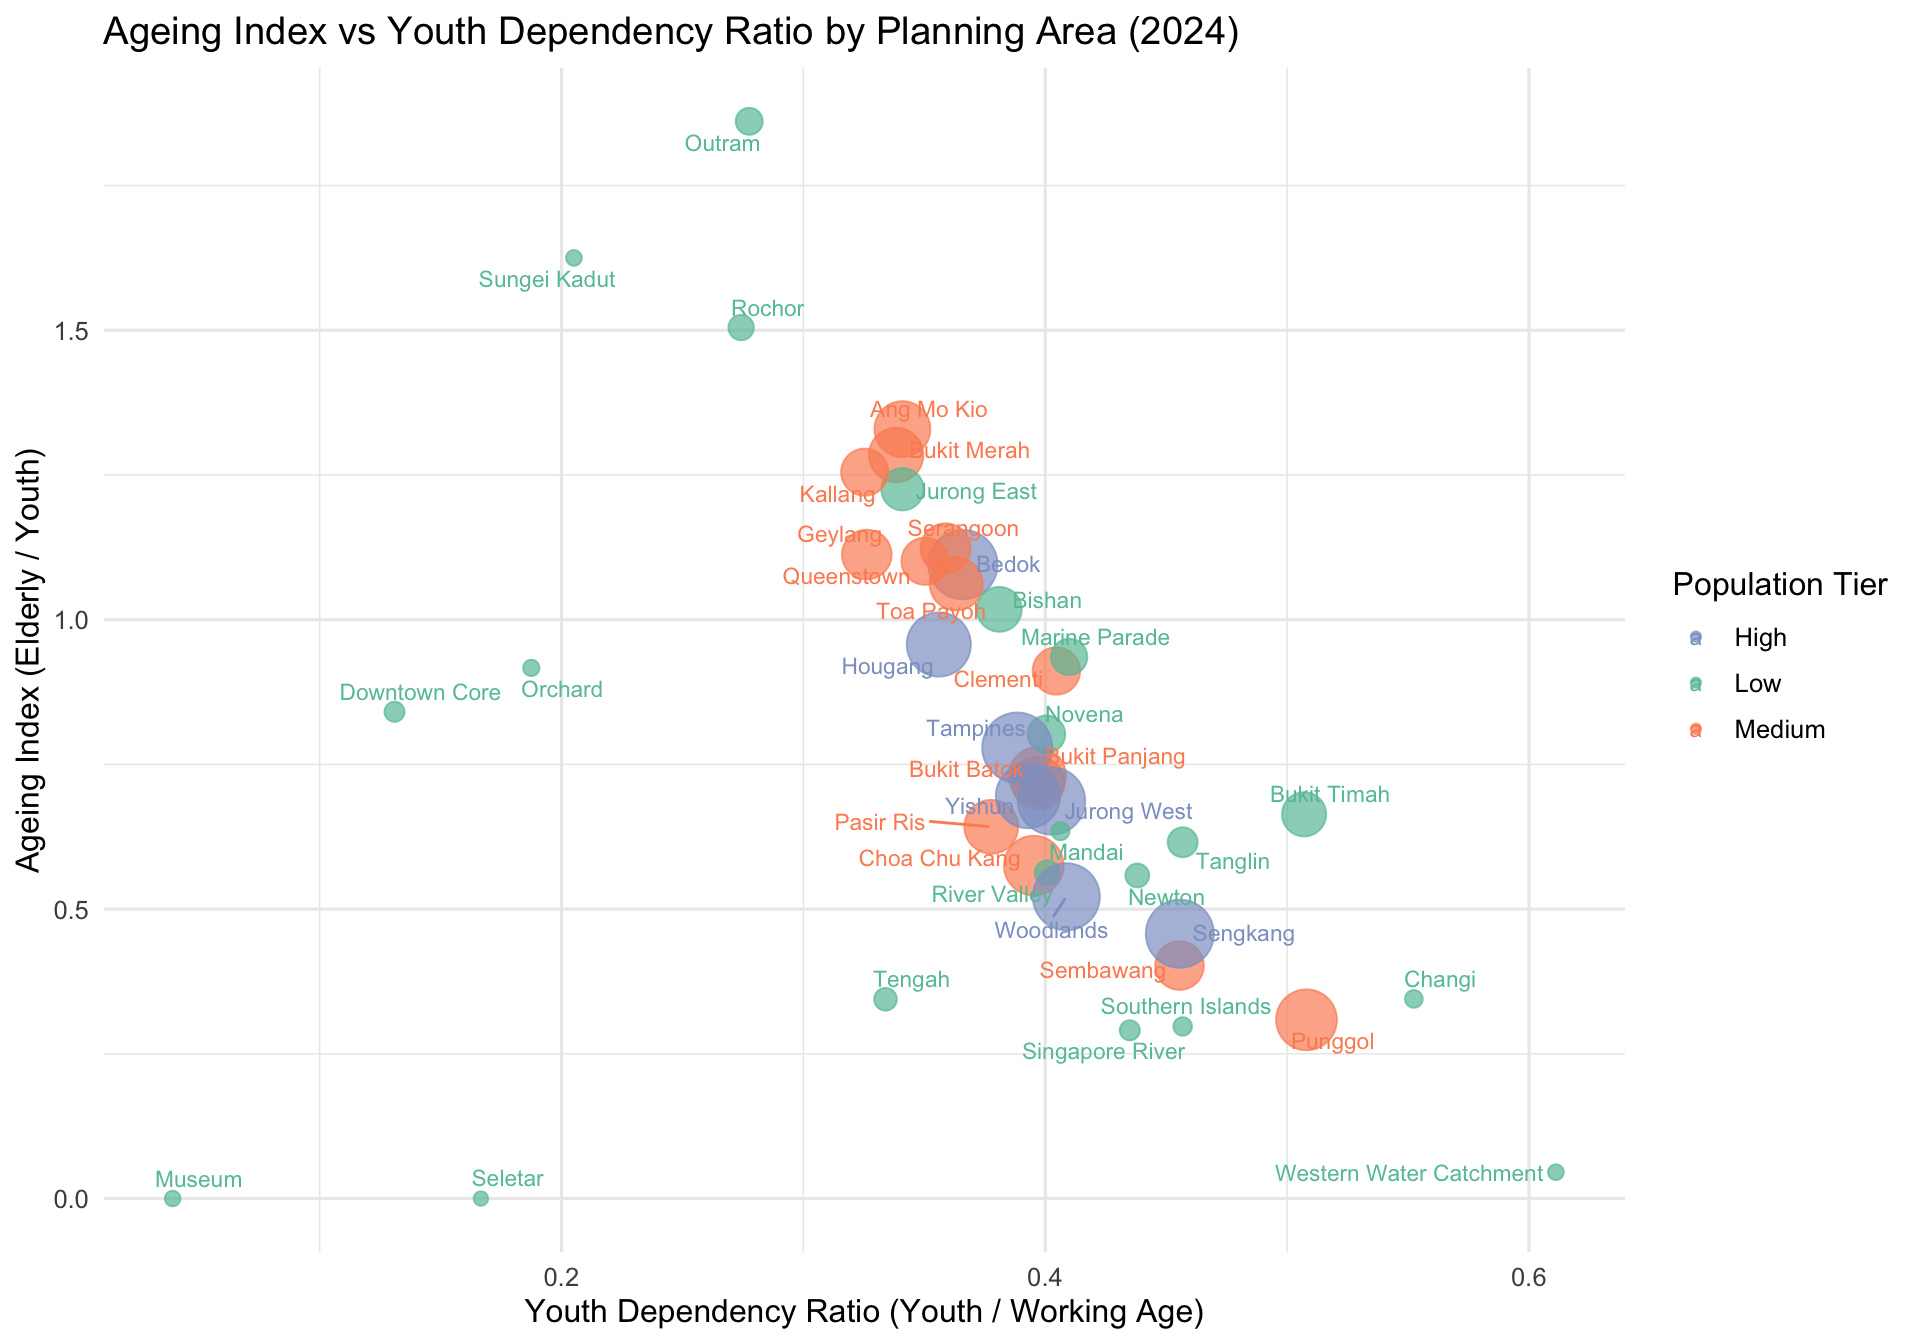 Ageing Index vs Youth Dependency Ratio by Planning Area (2024)
Outram
Sungei Kadut
Rochor
1.5
Ang Mo Kio
Bukit Merah
Kallang
Jurong East
Geylang
Serangoon
Bedok
Queenstown
Bishan
Toa Payoh
1.0
Marine Parade
Hougang
Clementi
Downtown Core
Orchard
Novena
Tampines
Bukit Panjang
Bukit Batok
Bukit Timah
Yishun
Jurong West
Pasir Ris
Mandai
Choa Chu Kang
Tanglin
River Valley
Newton
0.5
Woodlands
Sengkang
Sembawang
Tengah
Changi
Southern Islands
Punggol
Singapore River
Museum
Seletar
Western Water Catchment
0.0
0.2
0.4
0.6
Youth Dependency Ratio (Youth / Working Age)
Ageing Index (Elderly / Youth)
Population Tier
a High
a Low
a Medium